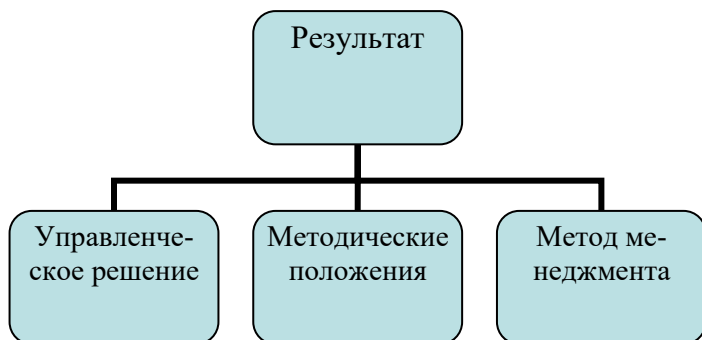 Результат
Управленче-
ское решение
Методические
положения
Метод ме-
неджмента